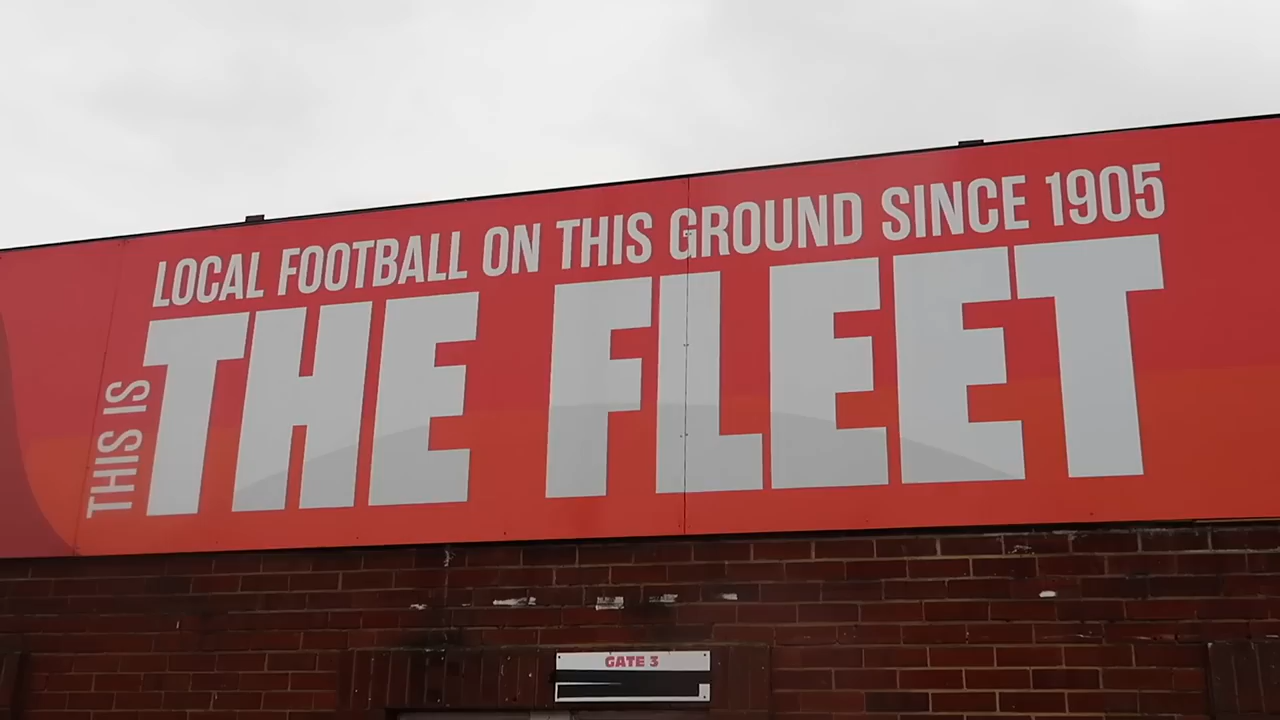 LOCAL FOOTBALL ON THIS GROUND SINCE 1905
THIS IS
THE FLEET
GATE 3